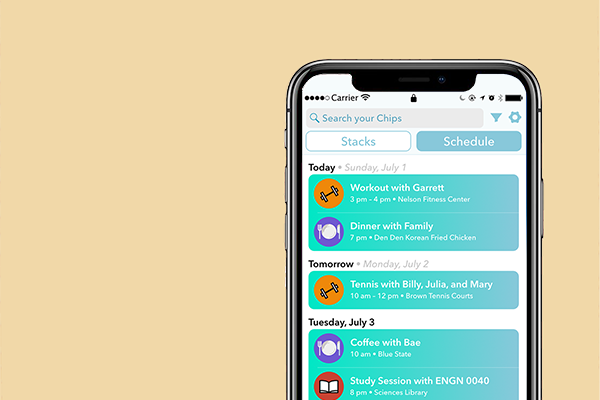 Carrier
Search your Chips
Stacks
Schedule
Today • Sunday, July 1
Workout with Garrett
3 pm – 4 pm • Nelson Fitness Center
Dinner with Family
7 pm • Den Den Korean Fried Chicken
Tomorrow • Monday, July 2
Tennis with Billy, Julia, and Mary
10 am – 12 pm • Brown Tennis Courts
Tuesday, July 3
Coffee with Bae
10 am • Blue State
Study Session with ENGN 0040
8 pm • Sciences Library